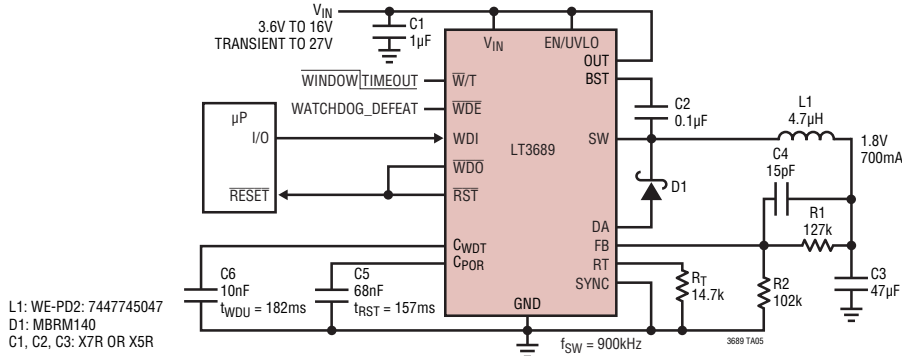 VIN
3.6V TO 16V
TRANSIENT TO 27V
C1
1µF
VIN
EN/UVLO
OUT
BST
WINDOW TIMEOUT
W/T
WATCHDOG_DEFEAT
WDE
µP
I/O
WDI
LT3689
SW
C2
0.1µF
L1
4.7µH
1.8V
700mA
WDO
RESET
RST
D1
C4
15pF
DA
FB
R1
127k
CWDT
CPOR
RT
SYNC
RT
14.7k
R2
102k
C3
47µF
C6
10nF
tWDU = 182ms
C5
68nF
tRST = 157ms
GND
fSW = 900kHz
3689 TA05
L1: WE-PD2: 7447745047
D1: MBRM140
C1, C2, C3: X7R OR X5R